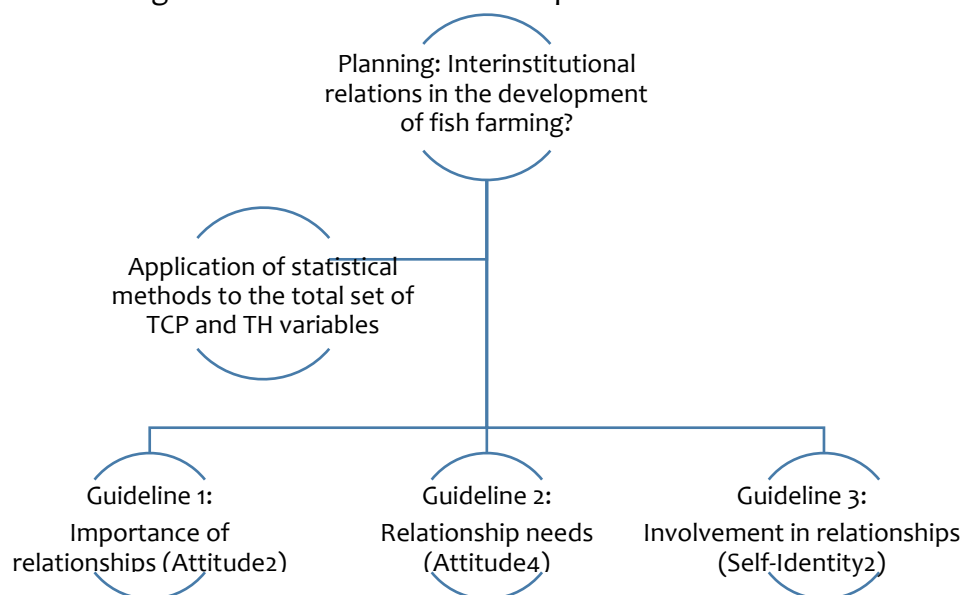 Planning: Interinstitutional
relations in the development
of fish farming?
Application of statistical
methods to the total set of
TCP and TH variables
Guideline 1:
Importance of
relationships (Attitude2)
Guideline 2:
Relationship needs
(Attitude4)
Guideline 3:
Involvement in relationships
(Self-Identity2)